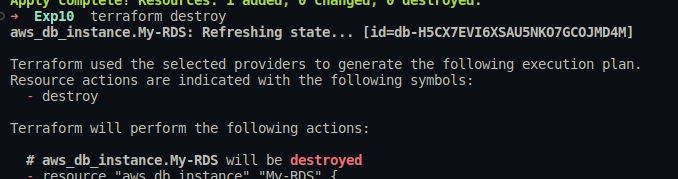 Apply complete! Resources: 1 added, 0 changed, 0 destroyed.
→ Exp10 terraform destroy
aws_db_instance.My-RDS: Refreshing state... [id=db-H5CX7EVI6XSAU5NKO7GCOJMD4M]
Terraform used the selected providers to generate the following execution plan.
Resource actions are indicated with the following symbols:
- destroy
Terraform will perform the following actions:
# aws_db_instance.My-RDS will be destroyed
- resource "aws_db_instance" "My-RDS" {